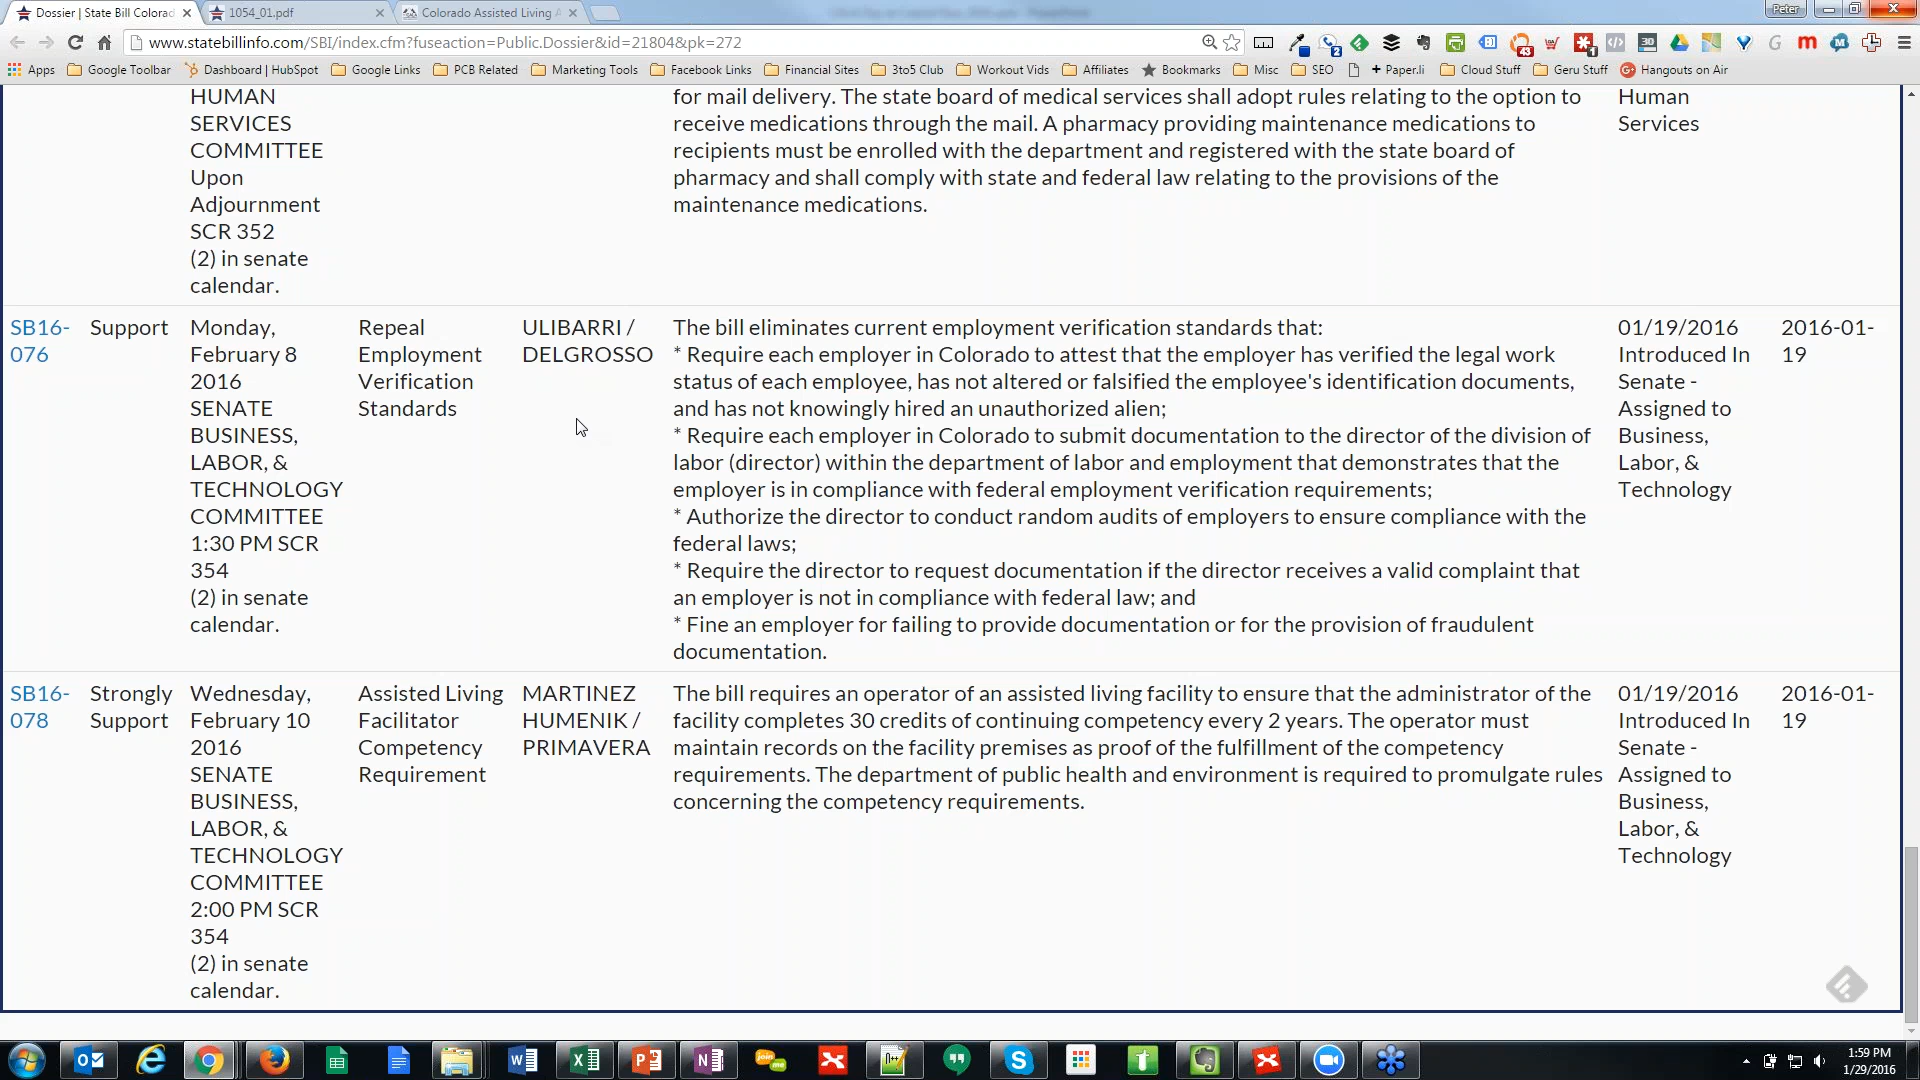 Dossier | State Bill Colorad
1054_01.pdf
Colorado Assisted Living A
Peter
www.statebillinfo.com/SBI/index.cfm?fuseaction=Public.Dossier&id=21804&pk=272
Apps
Google Toolbar
Dashboard | HubSpot
Google Links
PCB Related
Marketing Tools
Facebook Links
Financial Sites
3to5 Club
Workout Vids
Affiliates
Bookmarks
Misc
SEO
+ Paper.li
Cloud Stuff
Geru Stuff
Hangouts on Air
HUMAN
SERVICES
COMMITTEE
Upon
Adjournment
SCR 352
(2) in senate
calendar.
for mail delivery. The state board of medical services shall adopt rules relating to the option to
receive medications through the mail. A pharmacy providing maintenance medications to
recipients must be enrolled with the department and registered with the state board of
pharmacy and shall comply with state and federal law relating to the provisions of the
maintenance medications.
Human
Services
SB16-
076
Support
Monday,
February 8
2016
SENATE
BUSINESS,
LABOR, &
TECHNOLOGY
COMMITTEE
1:30 PM SCR
354
(2) in senate
calendar.
Repeal
Employment
Verification
Standards
ULIBARRI /
DELGROSSO
The bill eliminates current employment verification standards that:
* Require each employer in Colorado to attest that the employer has verified the legal work
status of each employee, has not altered or falsified the employee's identification documents,
and has not knowingly hired an unauthorized alien;
* Require each employer in Colorado to submit documentation to the director of the division of
labor (director) within the department of labor and employment that demonstrates that the
employer is in compliance with federal employment verification requirements;
* Authorize the director to conduct random audits of employers to ensure compliance with the
federal laws;
* Require the director to request documentation if the director receives a valid complaint that
an employer is not in compliance with federal law; and
* Fine an employer for failing to provide documentation or for the provision of fraudulent
documentation.
01/19/2016
Introduced In
Senate -
Assigned to
Business,
Labor, &
Technology
2016-01-
19
SB16-
078
Strongly
Support
Wednesday,
February 10
2016
SENATE
BUSINESS,
LABOR, &
TECHNOLOGY
COMMITTEE
2:00 PM SCR
354
(2) in senate
calendar.
Assisted Living
Facilitator
Competency
Requirement
MARTINEZ
HUMENIK /
PRIMAVERA
The bill requires an operator of an assisted living facility to ensure that the administrator of the
facility completes 30 credits of continuing competency every 2 years. The operator must
maintain records on the facility premises as proof of the fulfillment of the competency
requirements. The department of public health and environment is required to promulgate rules
concerning the competency requirements.
01/19/2016
Introduced In
Senate -
Assigned to
Business,
Labor, &
Technology
2016-01-
19
1:59 PM
1/29/2016